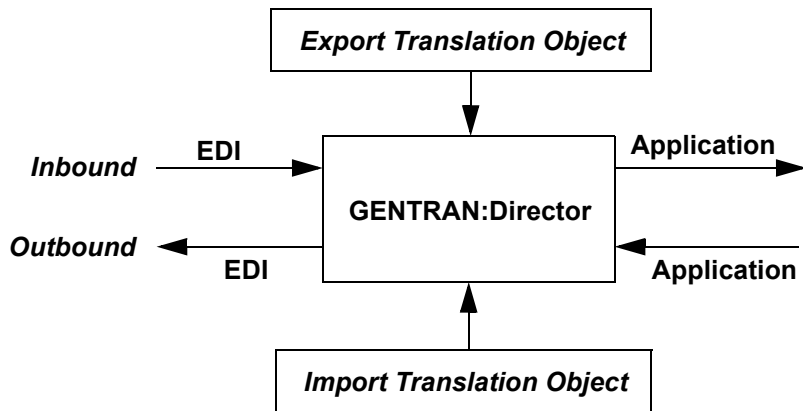 Export Translation Object
EDI
Application
Inbound
GENTRAN:Director
Outbound
EDI
Application
Import Translation Object